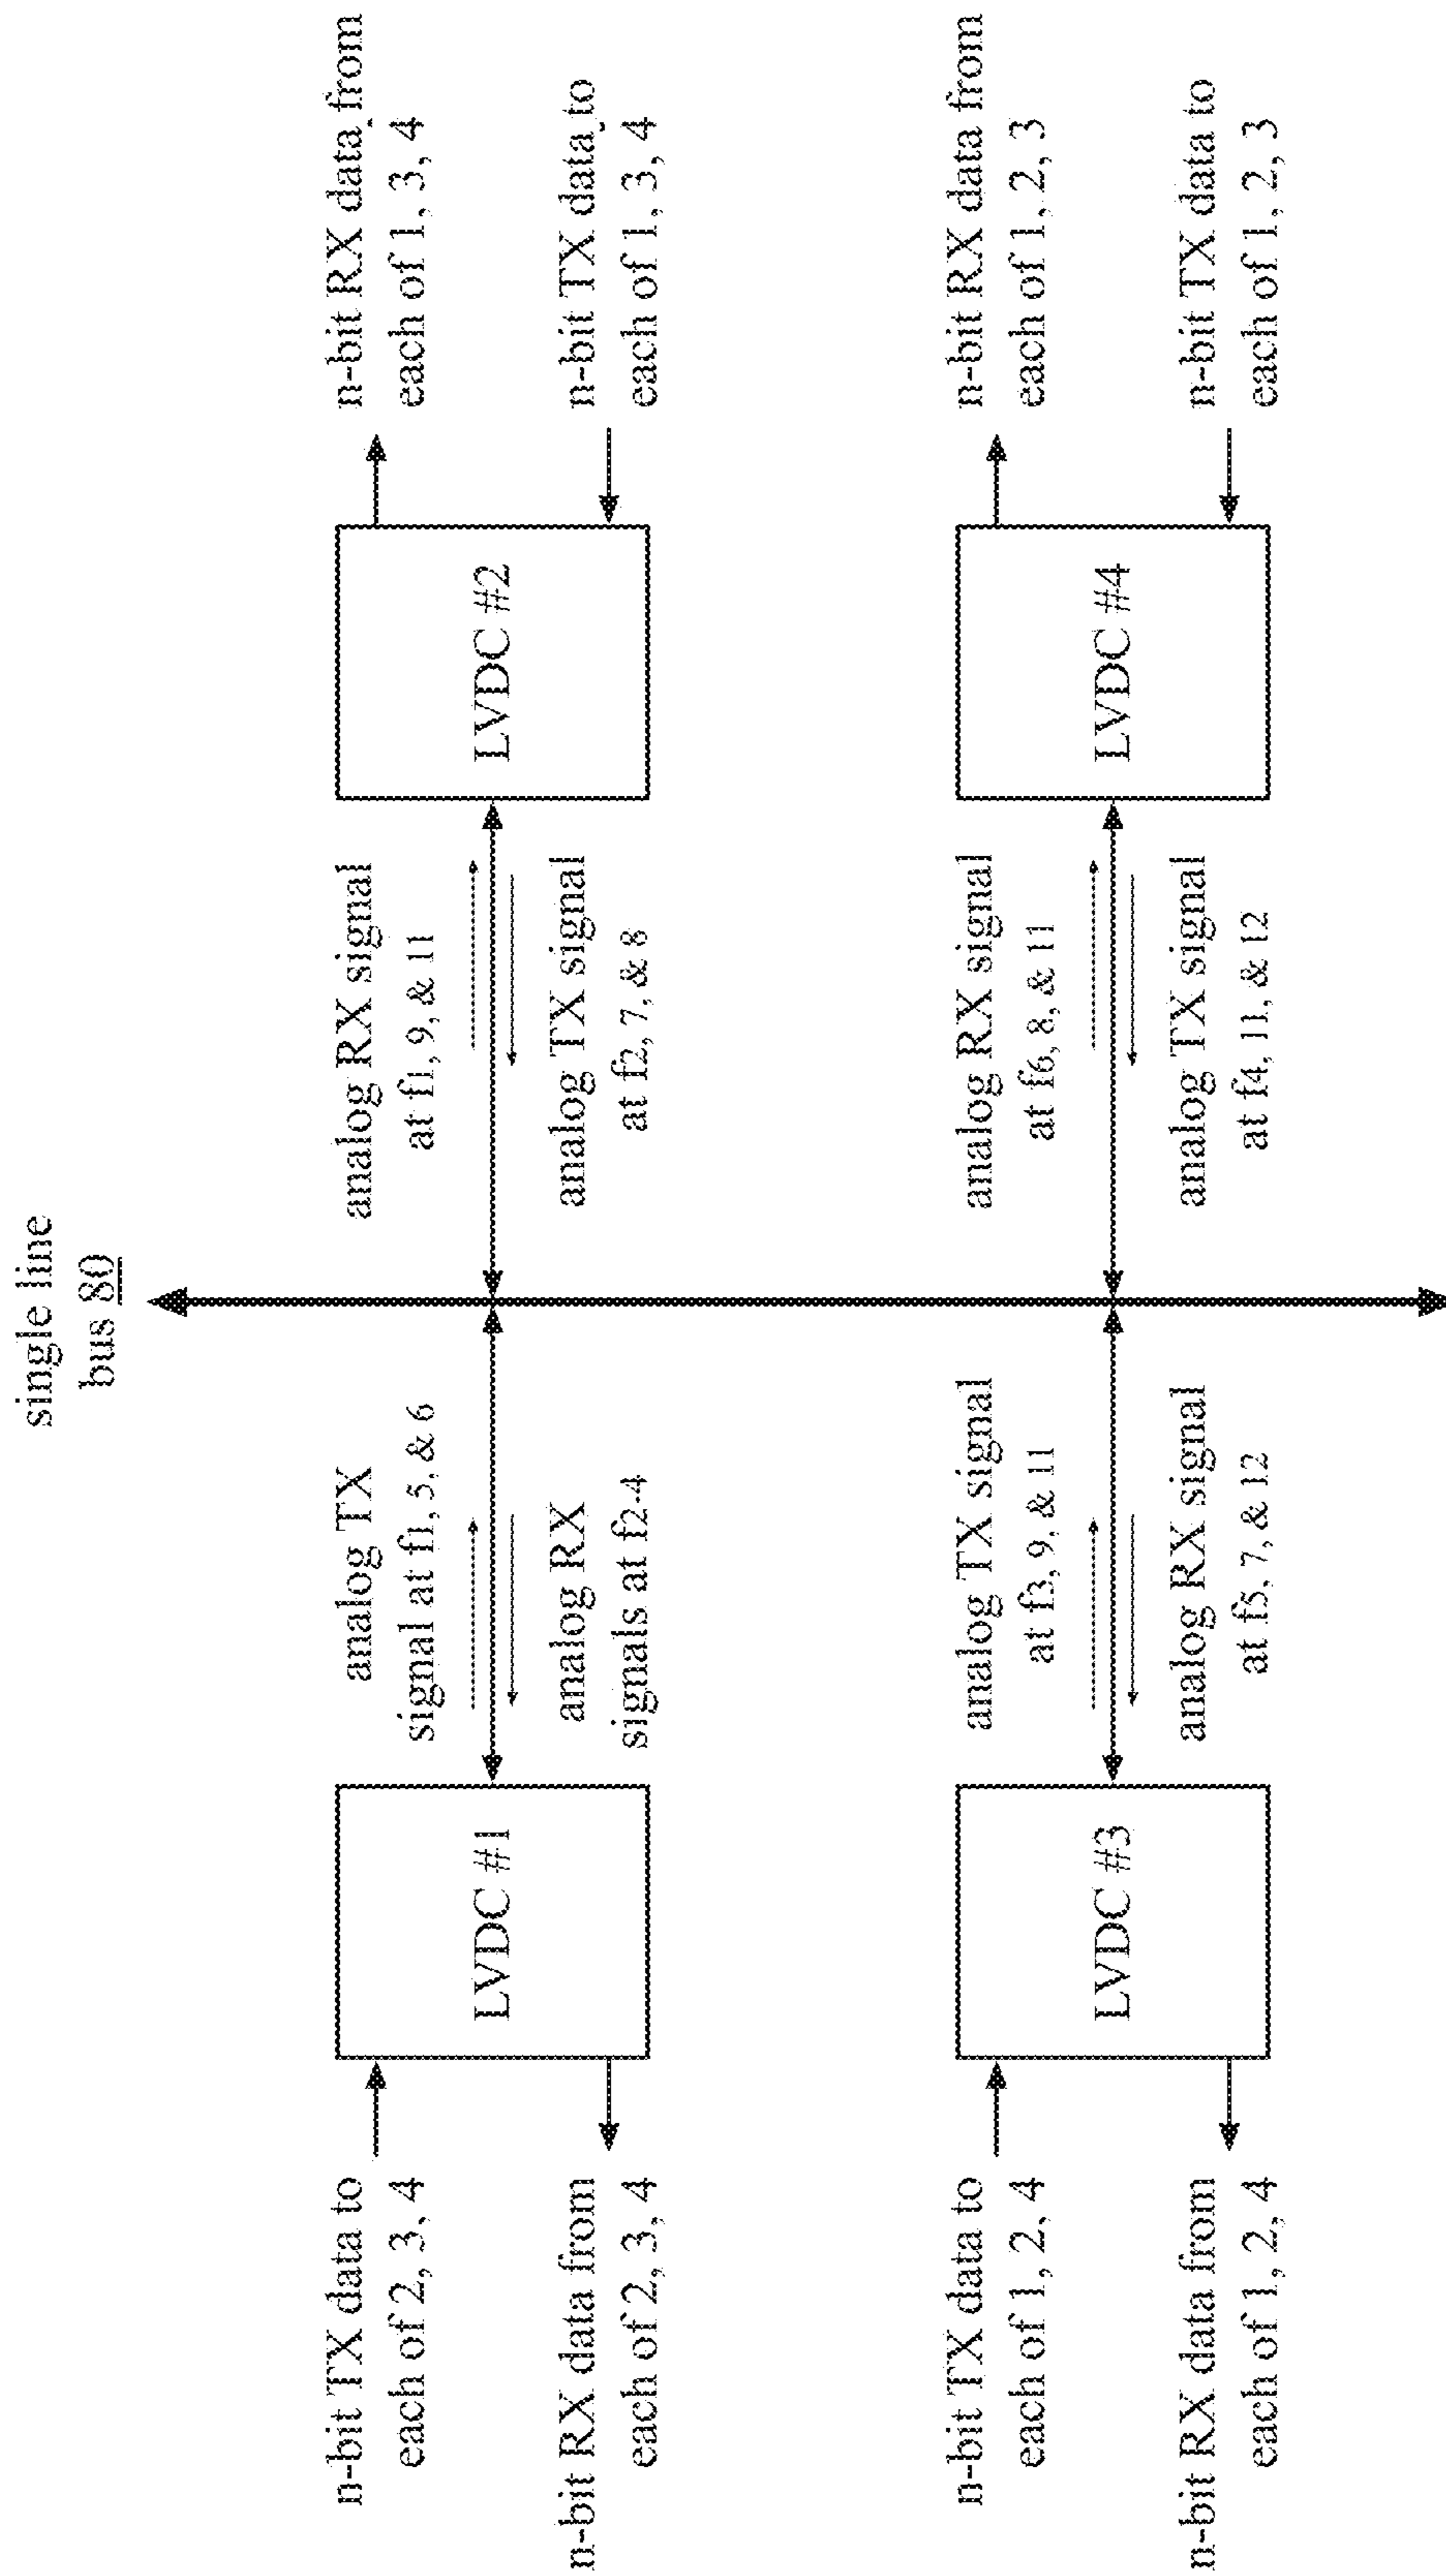 single line
bus 80
n-bit TX data to
each of 2, 3, 4
n-bit RX data from
each of 2, 3, 4
LVDC #1
analog TX
signal at f1, 5, & 6
analog RX
signals at f2-4
analog RX signal
at f1, 9, & 11
analog TX signal
at f2, 7, & 8
LVDC #2
n-bit RX data from
each of 1, 3, 4
n-bit TX data to
each of 1, 3, 4
n-bit TX data to
each of 1, 2, 4
n-bit RX data from
each of 1, 2, 4
LVDC #3
analog TX signal
at f3, 9, & 11
analog RX signal
at f5, 7, & 12
analog RX signal
at f6, 8, & 11
analog TX signal
at f4, 11, & 12
LVDC #4
n-bit RX data from
each of 1, 2, 3
n-bit TX data to
each of 1, 2, 3